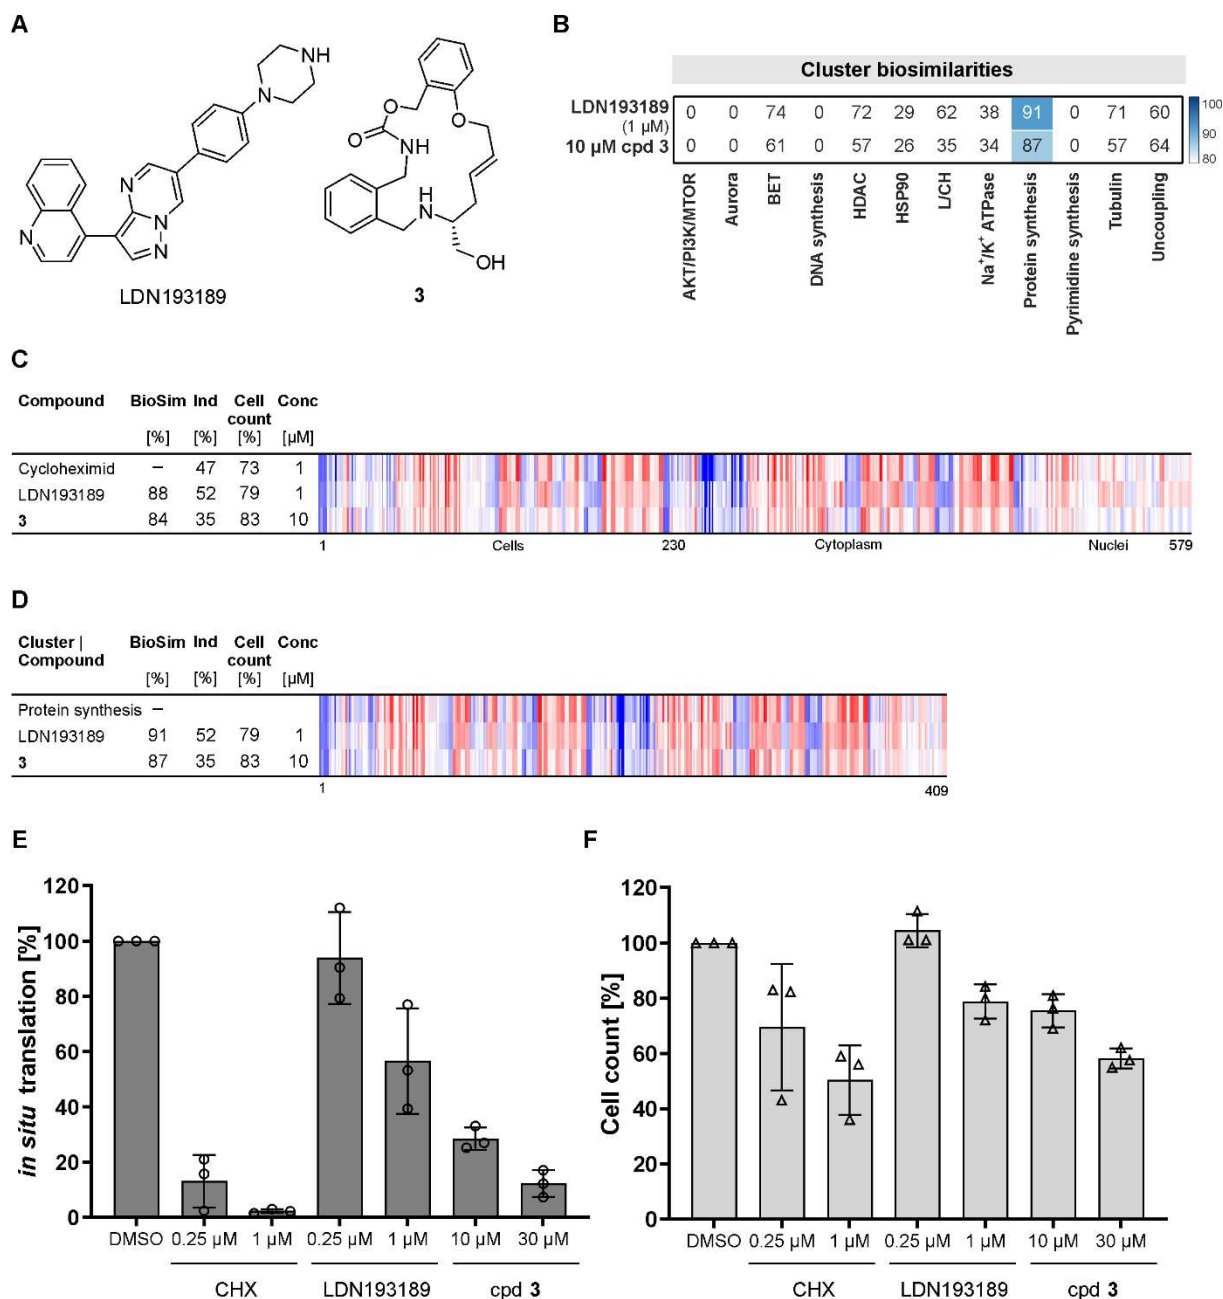 A
NH
N
N
N
N
N
LDN193189
O
O
NH
O
N
H
OH
3
B
Cluster biosimilarities
LDN193189 0 0 74 0 72 29 62 38 91 0 71 60
(1 µM)
10 µM cpd 3 0 0 61 0 57 26 35 34 87 0 57 64
100
90
80
AKT/PI3K/MTOR
Aurora
BET
DNA synthesis
HDAC
HSP90
L/CH
Na+/K+ ATPase
Protein synthesis
Pyrimidine synthesis
Tubulin
Uncoupling
C
Compound BioSim Ind Cell Conc
count
[%] [%] [%] [µM]
Cycloheximid – 47 73 1
LDN193189 88 52 79 1
3 84 35 83 10
1 Cells 230 Cytoplasm Nuclei 579
D
Cluster | BioSim Ind Cell Conc
Compound count
[%] [%] [%] [µM]
Protein synthesis –
LDN193189 91 52 79 1
3 87 35 83 10
1 409
E
in situ translation [%]
120
100
80
60
40
20
0
DMSO 0.25 µM 1 µM 0.25 µM 1 µM 10 µM 30 µM
CHX LDN193189 cpd 3
F
Cell count [%]
120
100
80
60
40
20
0
DMSO 0.25 µM 1 µM 0.25 µM 1 µM 10 µM 30 µM
CHX LDN193189 cpd 3